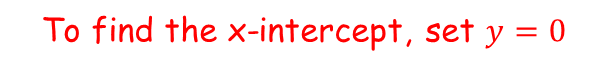 To find the x-intercept, set y = 0